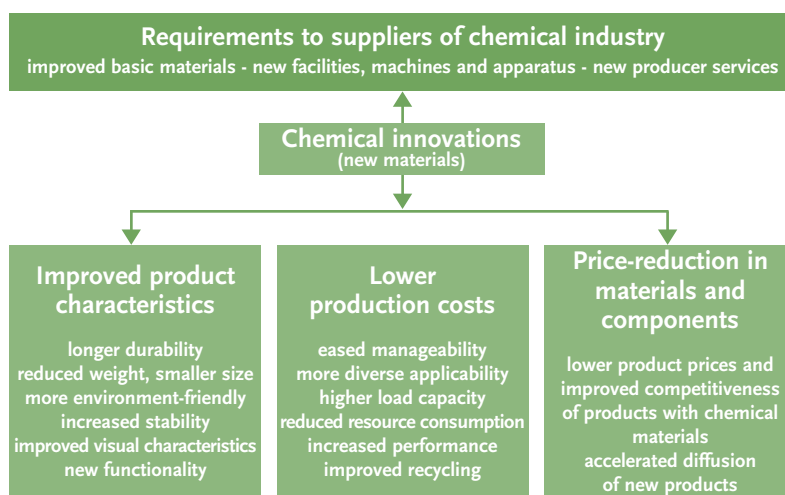 Requirements to suppliers of chemical industry
improved basic materials - new facilities, machines and apparatus - new producer services
Chemical innovations
(new materials)
Improved product
characteristics
longer durability
reduced weight, smaller size
more environment-friendly
increased stability
improved visual characteristics
new functionality
Lower
production costs
eased manageability
more diverse applicability
higher load capacity
reduced resource consumption
increased performance
improved recycling
Price-reduction in
materials and
components
lower product prices and
improved competitiveness
of products with chemical
materials
accelerated diffusion
of new products